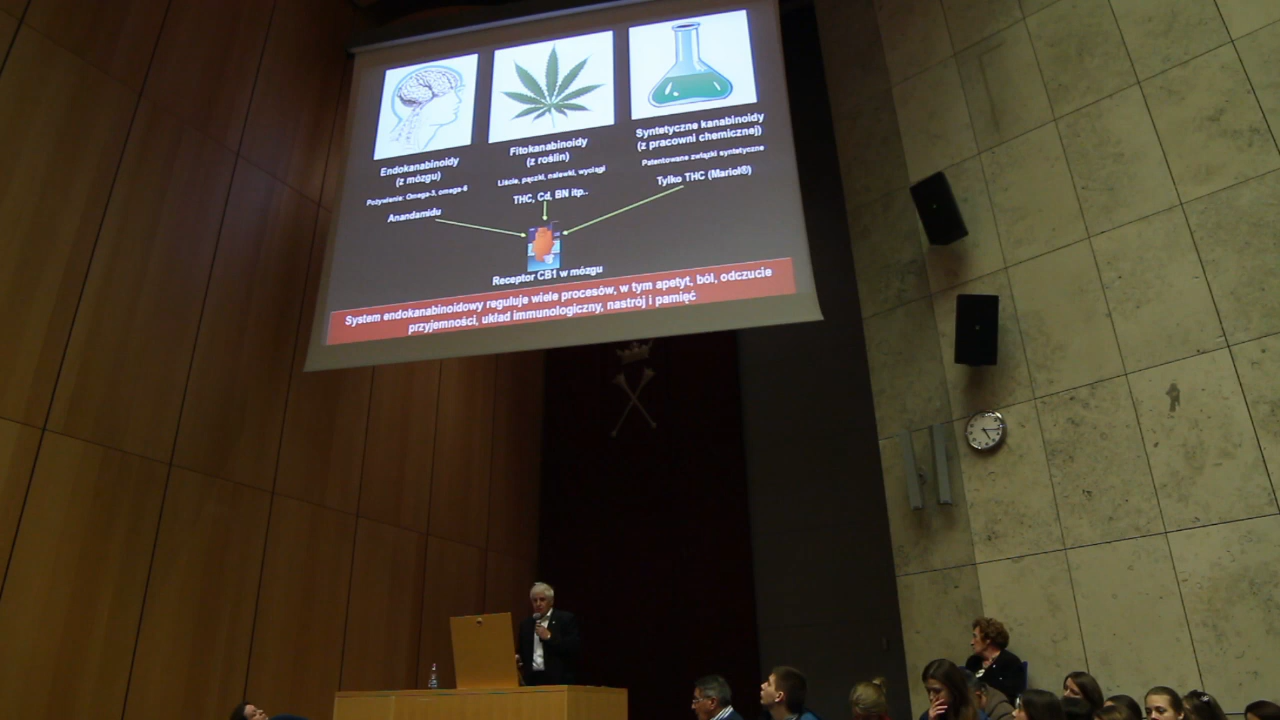 Endokanabinoidy
(z mózgu)
Pożywienie: Omega-3, omega-6
Anandamidu
Fitokanabinoidy
(z roślin)
Liście, pączki, nalewki, wyciągi
THC, Cd, BN itp..
Syntetyczne kanabinoidy
(z pracowni chemicznej)
Patentowane związki syntetyczne
Tylko THC (Mariol®)
Receptor CB1 w mózgu
System endokanabinoidowy reguluje wiele procesów, w tym apetyt, ból, odczucie
przyjemności, układ immunologiczny, nastrój i pamięć